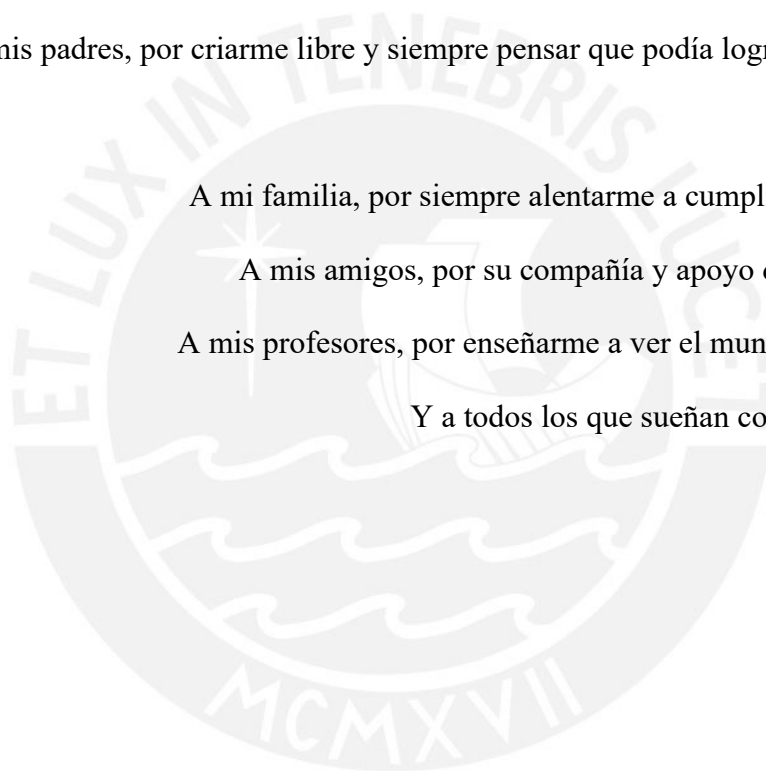 mis padres, por criarme libre y siempre pensar que podía
A mi familia, por siempre alentarme a
A mis amigos, por su compañía y apoyo
A mis profesores, por enseñarme a ver el
Y a todos los que sueñan
ET LUX IN TENEBRIS LUCET
MCMXVII